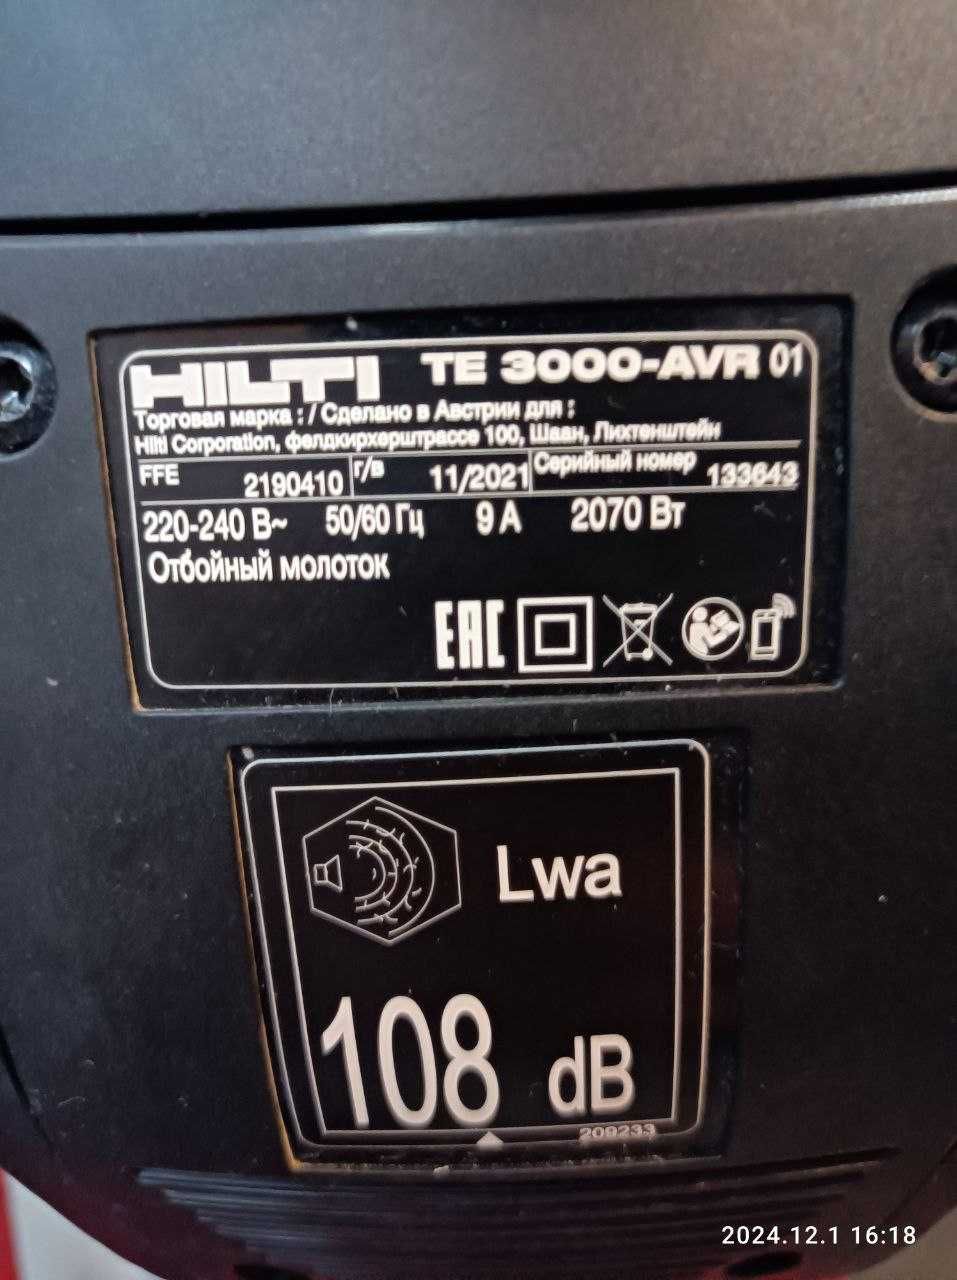 HILTI TE 3000-AVR 01
Торговая марка : / Сделано в Австрии для :
Hilti Corporation, фелдкирхерштрассе 100, Шаан, Лихтенштейн
FFE 2190410 г/в 11/2021 Серийный номер 133643
220-240 В~ 50/60 Гц 9 А 2070 Вт
Отбойный молоток
EAC
Lwa
108 dB
209233
2024.12.1 16:18